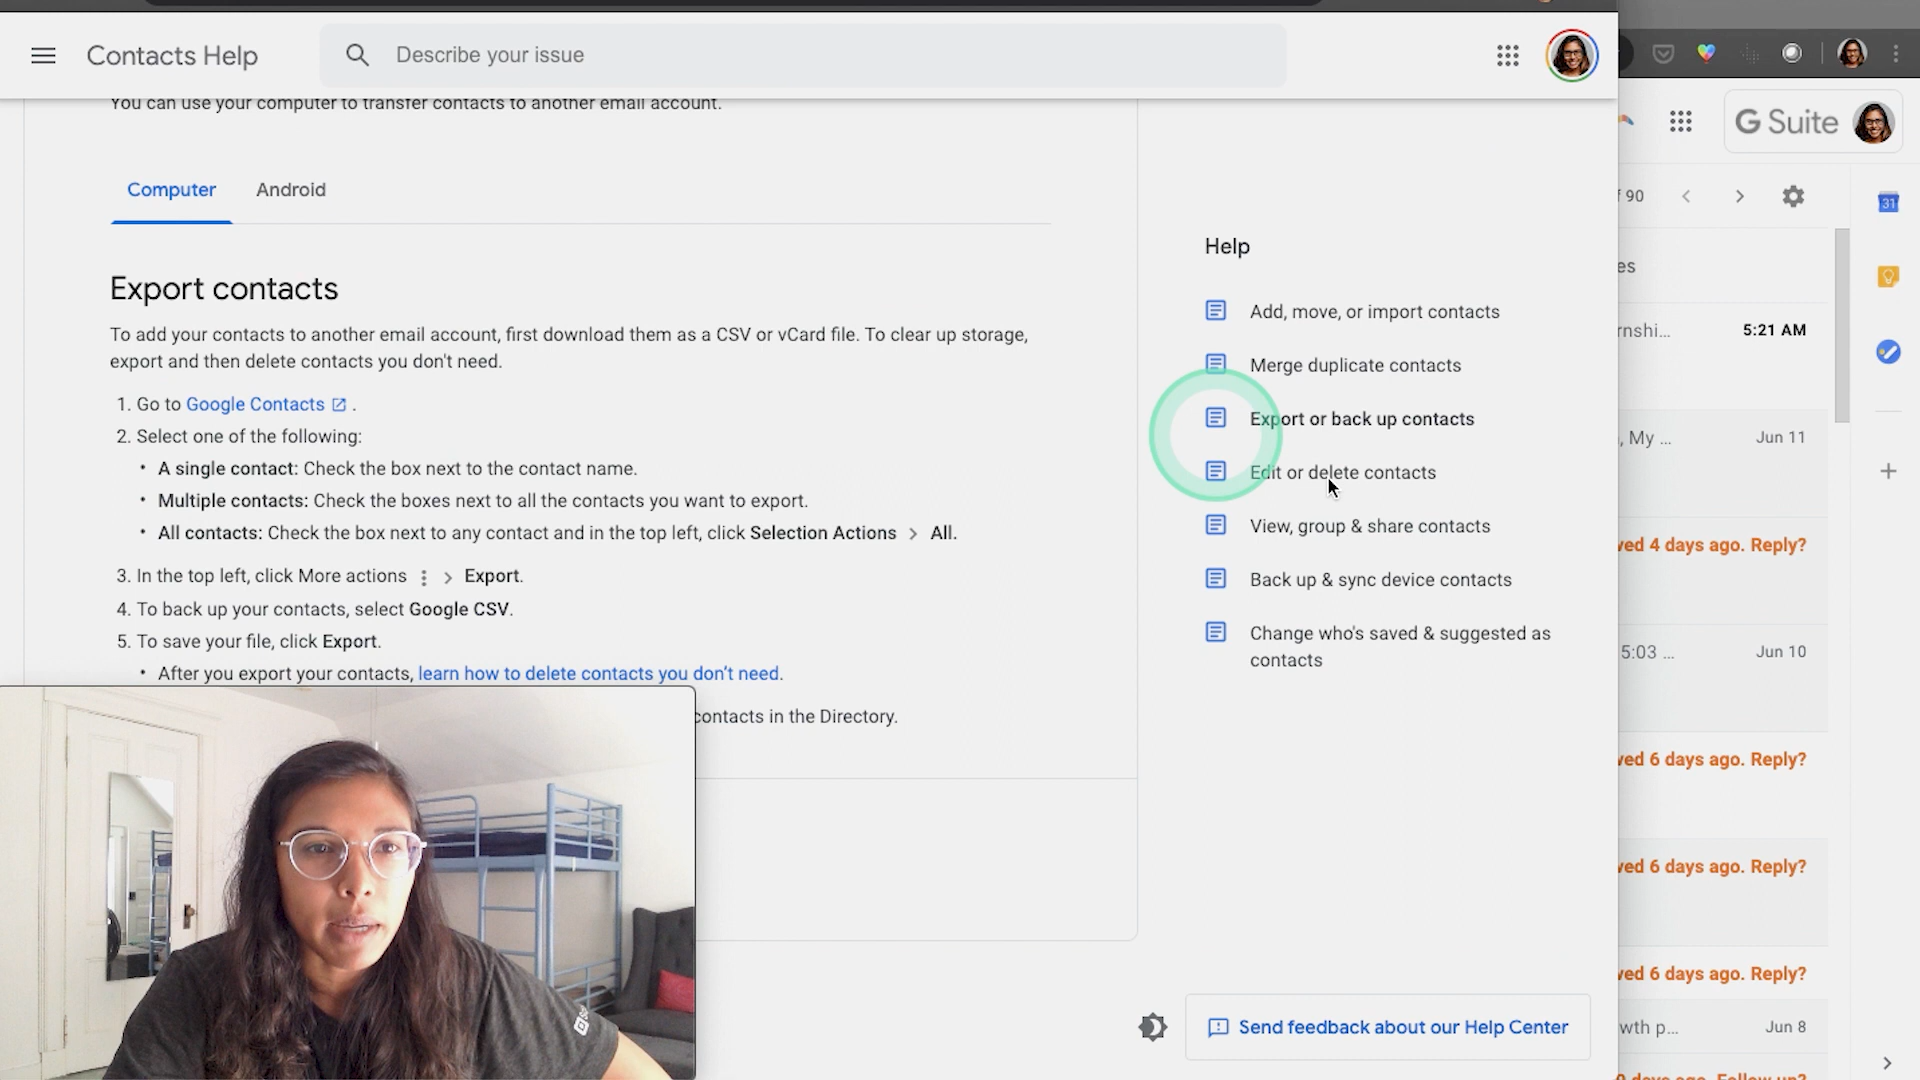 Contacts Help
Describe your issue
You can use your computer to transfer contacts to another email account.
Computer
Android
Export contacts
To add your contacts to another email account, first download them as a CSV or vCard file. To clear up storage,
export and then delete contacts you don't need.
1. Go to Google Contacts .
2. Select one of the following:
• A single contact: Check the box next to the contact name.
• Multiple contacts: Check the boxes next to all the contacts you want to export.
• All contacts: Check the box next to any contact and in the top left, click Selection Actions > All.
3. In the top left, click More actions > Export.
4. To back up your contacts, select Google CSV.
5. To save your file, click Export.
• After you export your contacts, learn how to delete contacts you don’t need.
contacts in the Directory.
Help
Add, move, or import contacts
Merge duplicate contacts
Export or back up contacts
Edit or delete contacts
View, group & share contacts
Back up & sync device contacts
Change who's saved & suggested as
contacts
Send feedback about our Help Center
G Suite
90
31
5:21 AM
, My ...
Jun 11
4 days ago. Reply?
5:03 ...
Jun 10
6 days ago. Reply?
6 days ago. Reply?
6 days ago. Reply?
p...
Jun 8
days ago. Follow up?